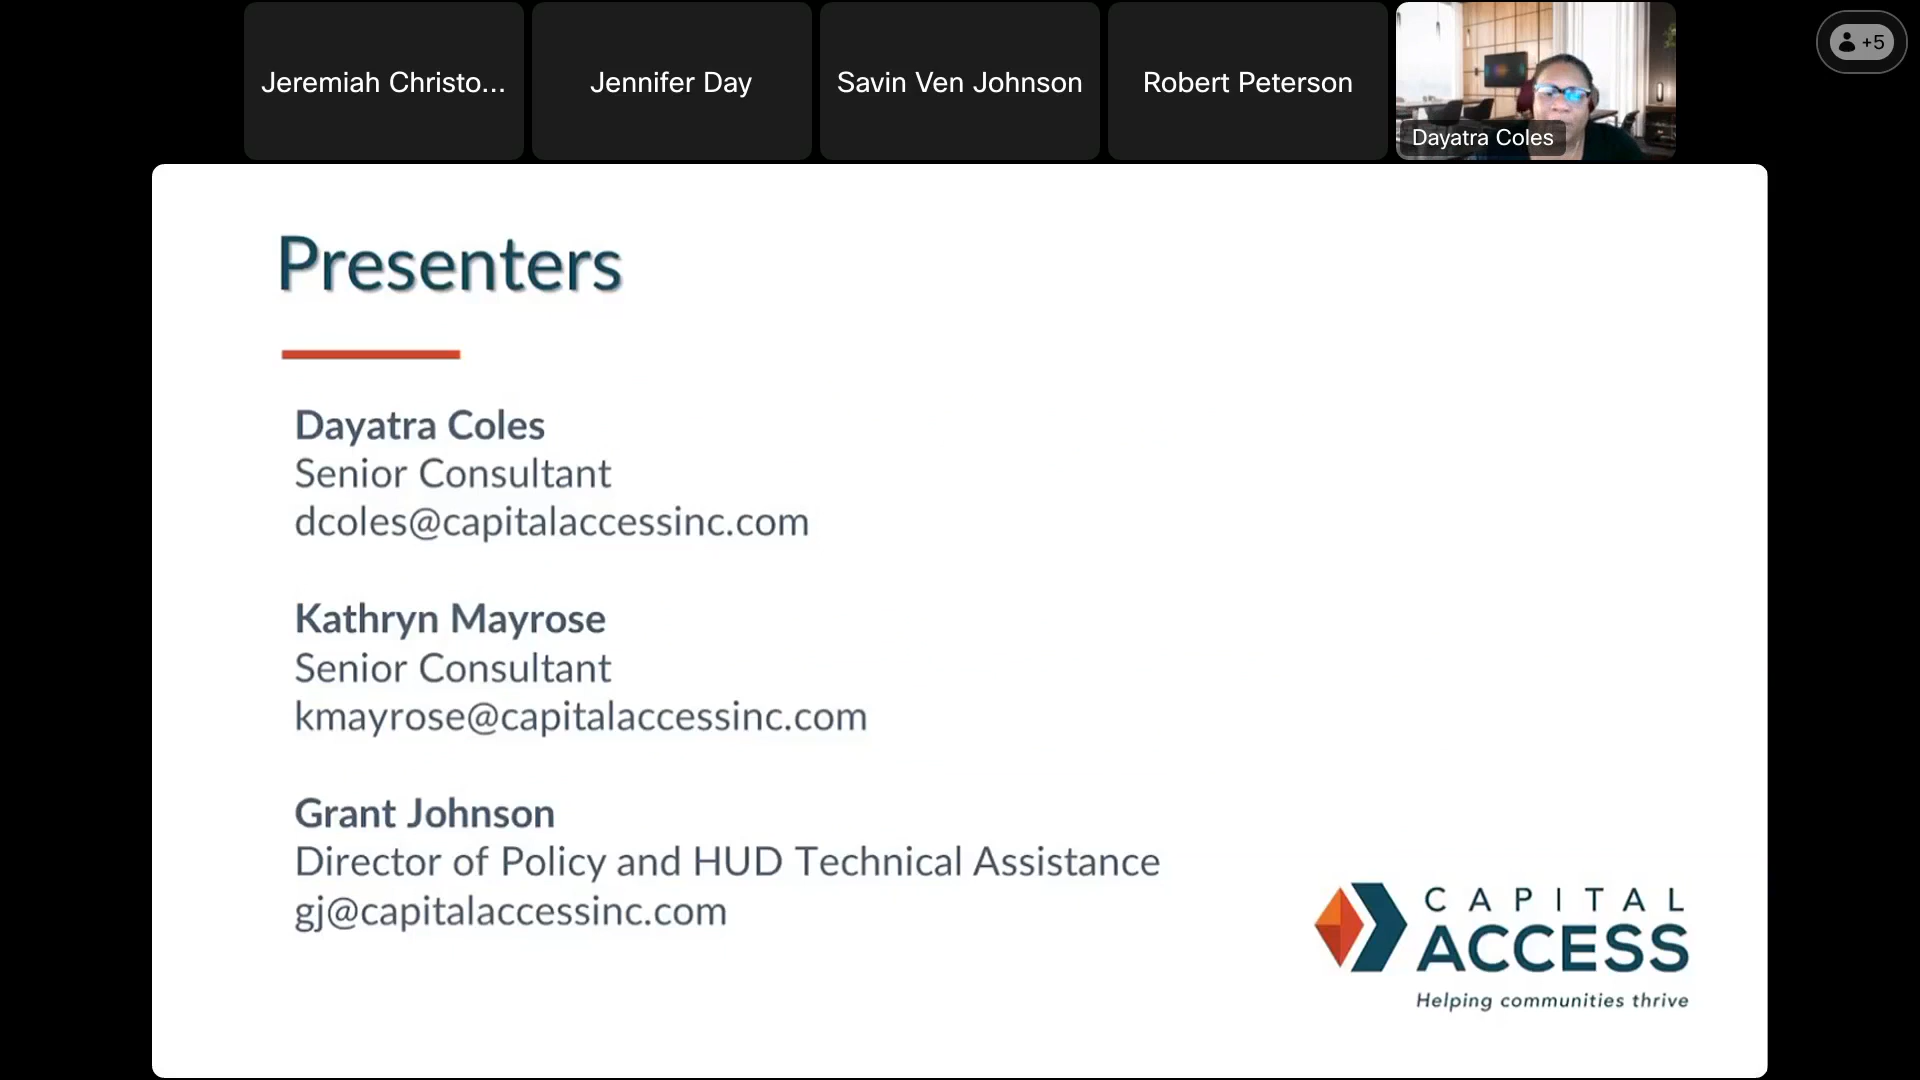 Jeremiah Christo...
Jennifer Day
Savin Ven Johnson
Robert Peterson
Dayatra Coles
+5
Presenters
Dayatra Coles
Senior Consultant
dcoles@capitalaccessinc.com
Kathryn Mayrose
Senior Consultant
kmayrose@capitalaccessinc.com
Grant Johnson
Director of Policy and HUD Technical Assistance
gj@capitalaccessinc.com
CAPITAL
ACCESS
Helping communities thrive